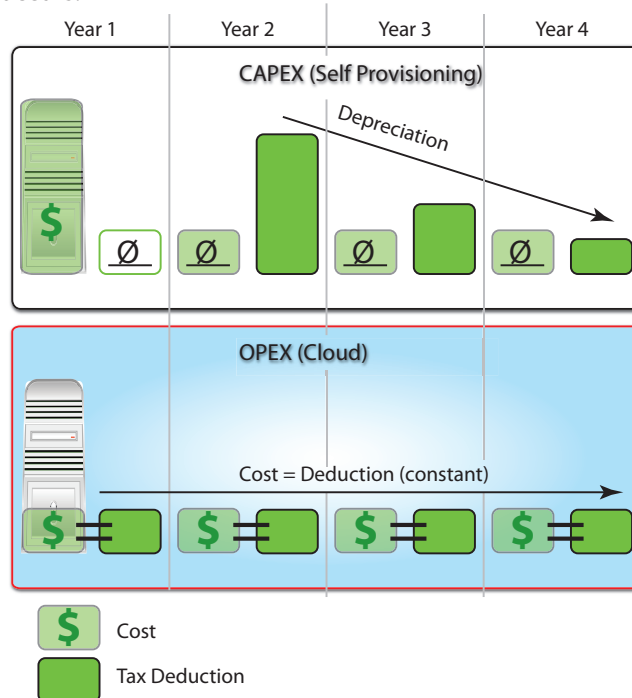 Year 1 Year 2 Year 3 Year 4
CAPEX (Self Provisioning)
Depreciation
$ Ø Ø Ø Ø
OPEX (Cloud)
Cost = Deduction (constant)
$ = $ = $ = $ =
$ Cost
Tax Deduction